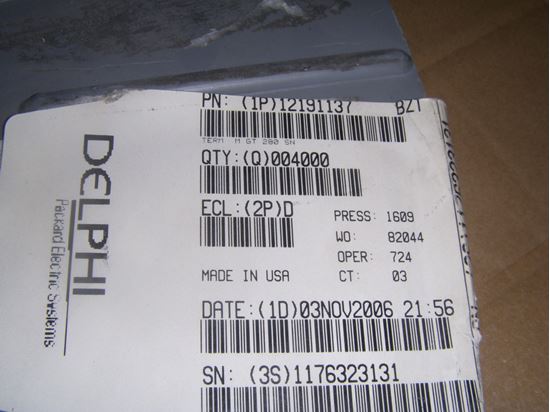 PN: (1P)12191137 BZT
TERM M GT 280 SN
QTY:(Q)004000
ECL:(2P)D
PRESS: 1609
WO: 82044
OPER: 724
MADE IN USA
CT: 03
DATE:(1D)03NOV2006 21:56
SN: (3S)1176323131
DELPHI
Packard Electric Systems